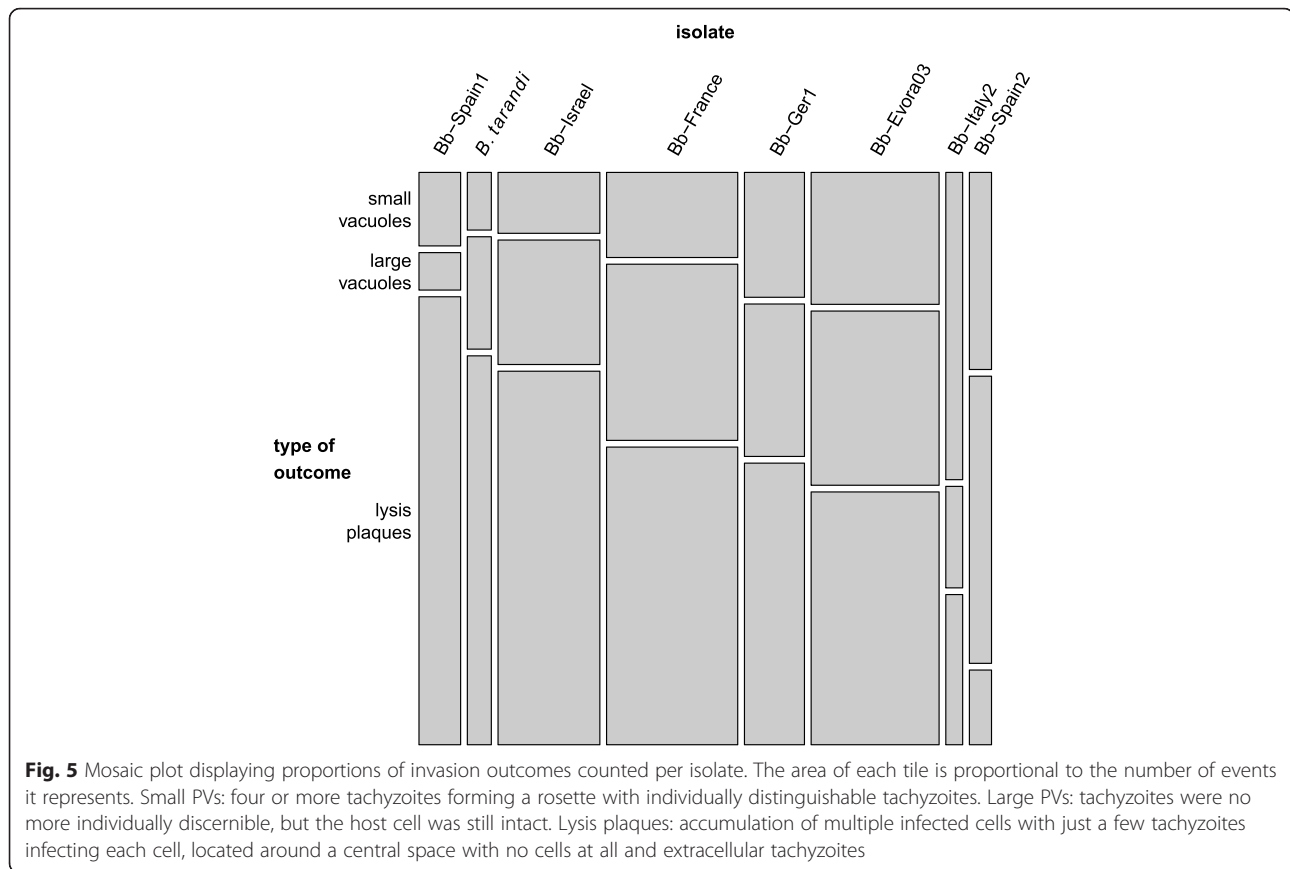 isolate
Bb−Spain1
B. tarandi
Bb−Israel
Bb−France
Bb−Ger1
Bb−Evora03
Bb−Italy2
Bb−Spain2
small
vacuoles
large
vacuoles
type of
outcome
lysis
plaques
Fig. 5 Mosaic plot displaying proportions of invasion outcomes counted per isolate. The area of each tile is proportional to the number of events
it represents. Small PVs: four or more tachyzoites forming a rosette with individually distinguishable tachyzoites. Large PVs: tachyzoites were no
more individually discernible, but the host cell was still intact. Lysis plaques: accumulation of multiple infected cells with just a few tachyzoites
infecting each cell, located around a central space with no cells at all and extracellular tachyzoites